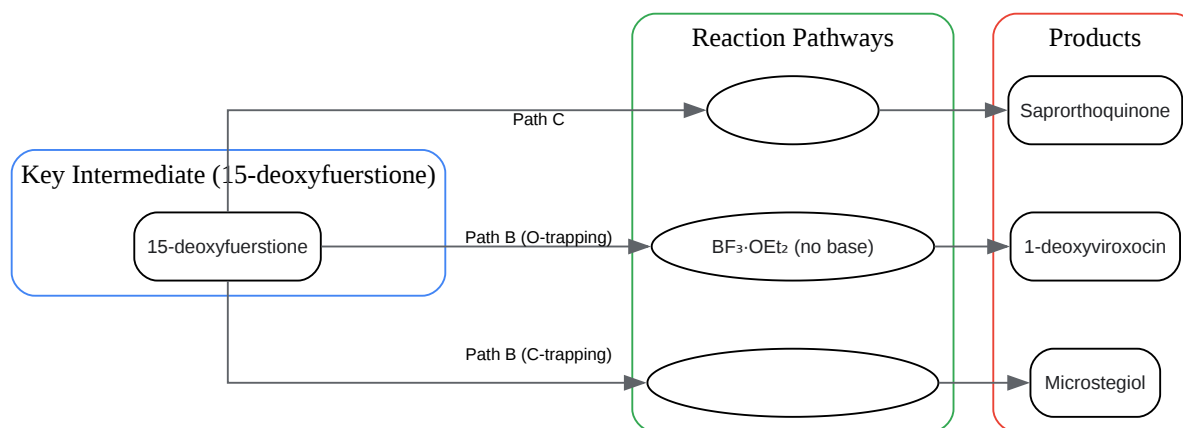 Reaction Pathways
Products
Saprorthoquinone
Path C
Key Intermediate (15-deoxyfuerstione)
15-deoxyfuerstione
Path B (O-trapping)
BF₃·OEt₂ (no base)
1-deoxyviroxocin
Path B (C-trapping)
Microstegiol